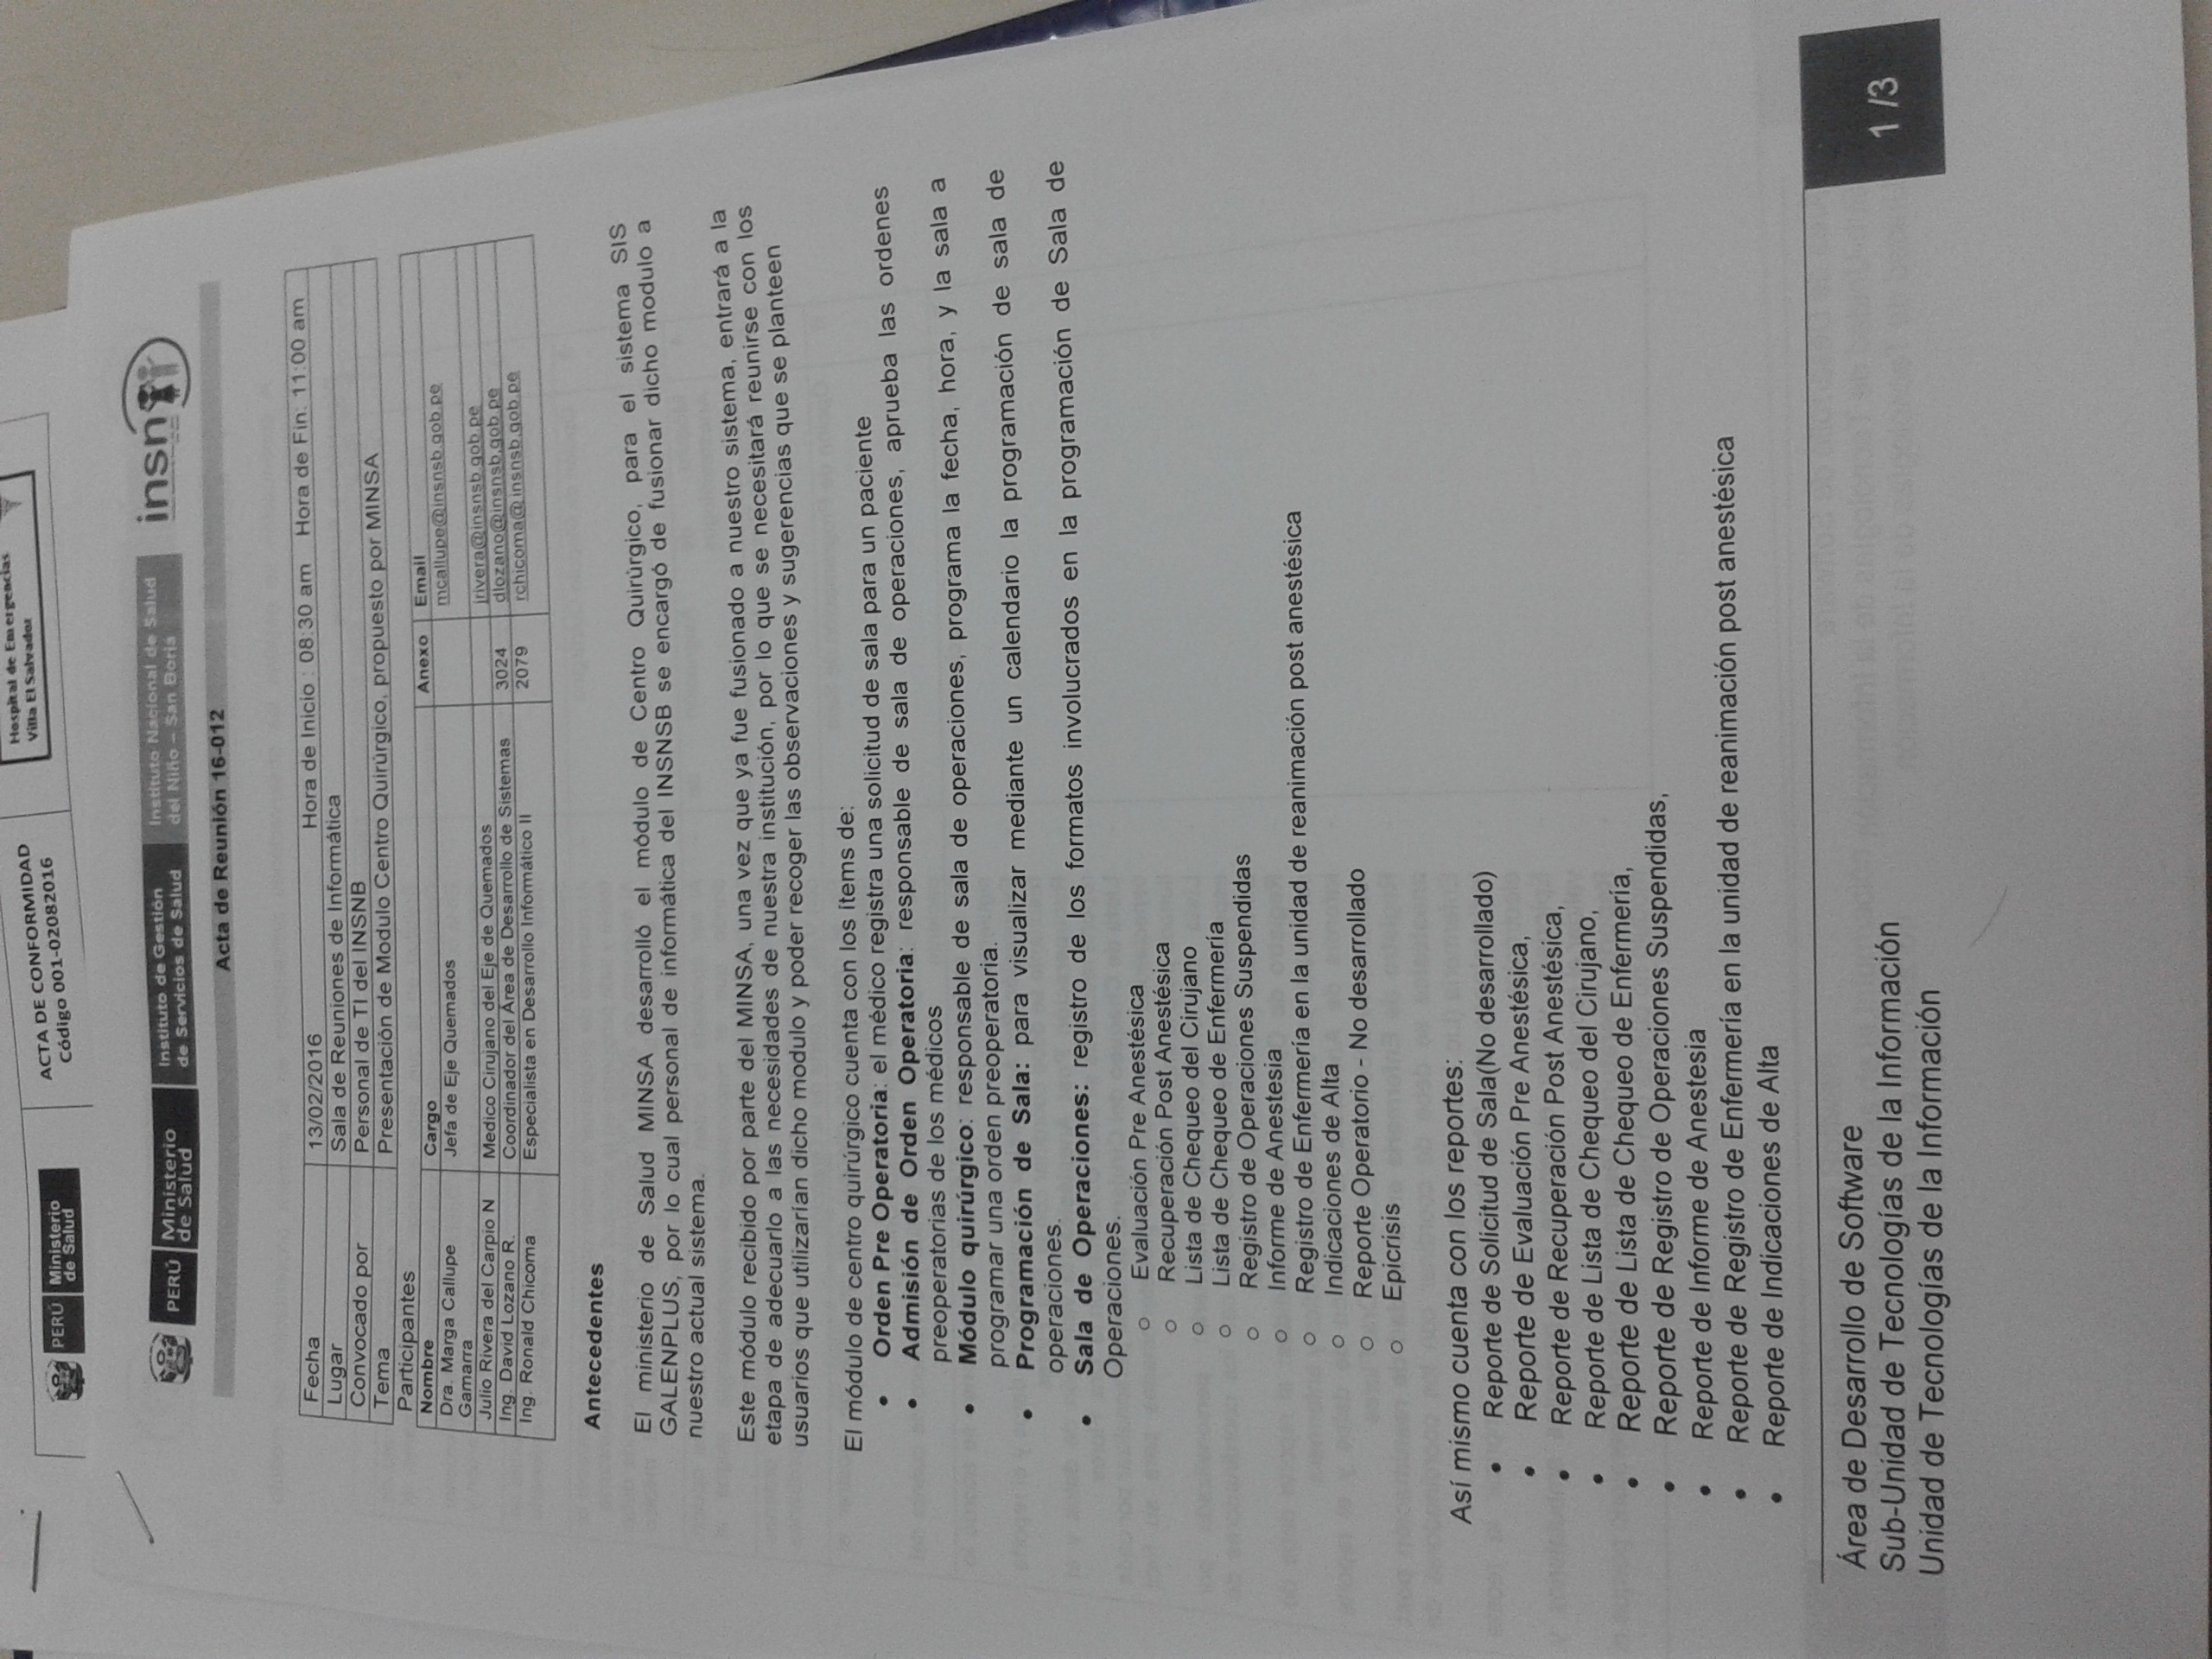 PERÚ Ministerio de Salud
ACTA DE CONFORMIDAD
Código 001-02082016
Hospital de Emergencias
Villa El Salvador
PERÚ Ministerio de Salud Instituto de Gestión de Servicios de Salud Instituto Nacional de Salud del Niño – San Borja insn
Acta de Reunión 16-012
Fecha 13/02/2016 Hora de Inicio : 08:30 am Hora de Fin: 11:00 am
Lugar Sala de Reuniones de Informática
Convocado por Personal de TI del INSNB
Tema Presentación de Modulo Centro Quirúrgico, propuesto por MINSA
Participantes
Nombre Cargo Anexo Email
Dra. Marga Callupe Gamarra Jefa de Eje Quemados mcallupe@insnsb.gob.pe
Julio Rivera del Carpio N Medico Cirujano del Eje de Quemados jrivera@insnsb.gob.pe
Ing. David Lozano R. Coordinador del Área de Desarrollo de Sistemas 3024 dlozano@insnsb.gob.pe
Ing. Ronald Chicoma Especialista en Desarrollo Informático II 2079 rchicoma@insnsb.gob.pe
Antecedentes
El ministerio de Salud MINSA desarrolló el módulo de Centro Quirúrgico, para el sistema SIS
GALENPLUS, por lo cual personal de informática del INSNSB se encargó de fusionar dicho modulo a
nuestro actual sistema.
Este módulo recibido por parte del MINSA, una vez que ya fue fusionado a nuestro sistema, entrará a la
etapa de adecuarlo a las necesidades de nuestra institución, por lo que se necesitará reunirse con los
usuarios que utilizarían dicho modulo y poder recoger las observaciones y sugerencias que se planteen
El módulo de centro quirúrgico cuenta con los ítems de:
• Orden Pre Operatoria: el médico registra una solicitud de sala para un paciente
• Admisión de Orden Operatoria: responsable de sala de operaciones, aprueba las ordenes
preoperatorias de los médicos
• Módulo quirúrgico: responsable de sala de operaciones, programa la fecha, hora, y la sala a
programar una orden preoperatoria.
• Programación de Sala: para visualizar mediante un calendario la programación de sala de
operaciones.
• Sala de Operaciones: registro de los formatos involucrados en la programación de Sala de
Operaciones.
o Evaluación Pre Anestésica
o Recuperación Post Anestésica
o Lista de Chequeo del Cirujano
o Lista de Chequeo de Enfermería
o Registro de Operaciones Suspendidas
o Informe de Anestesia
o Registro de Enfermería en la unidad de reanimación post anestésica
o Indicaciones de Alta
o Reporte Operatorio - No desarrollado
o Epicrisis
Así mismo cuenta con los reportes:
• Reporte de Solicitud de Sala(No desarrollado)
• Reporte de Evaluación Pre Anestésica,
• Reporte de Recuperación Post Anestésica,
• Reporte de Lista de Chequeo del Cirujano,
• Reporte de Lista de Chequeo de Enfermería,
• Reporte de Registro de Operaciones Suspendidas,
• Reporte de Informe de Anestesia
• Reporte de Registro de Enfermería en la unidad de reanimación post anestésica
• Reporte de Indicaciones de Alta
Área de Desarrollo de Software
Sub-Unidad de Tecnologías de la Información
Unidad de Tecnologías de la Información
1 /3